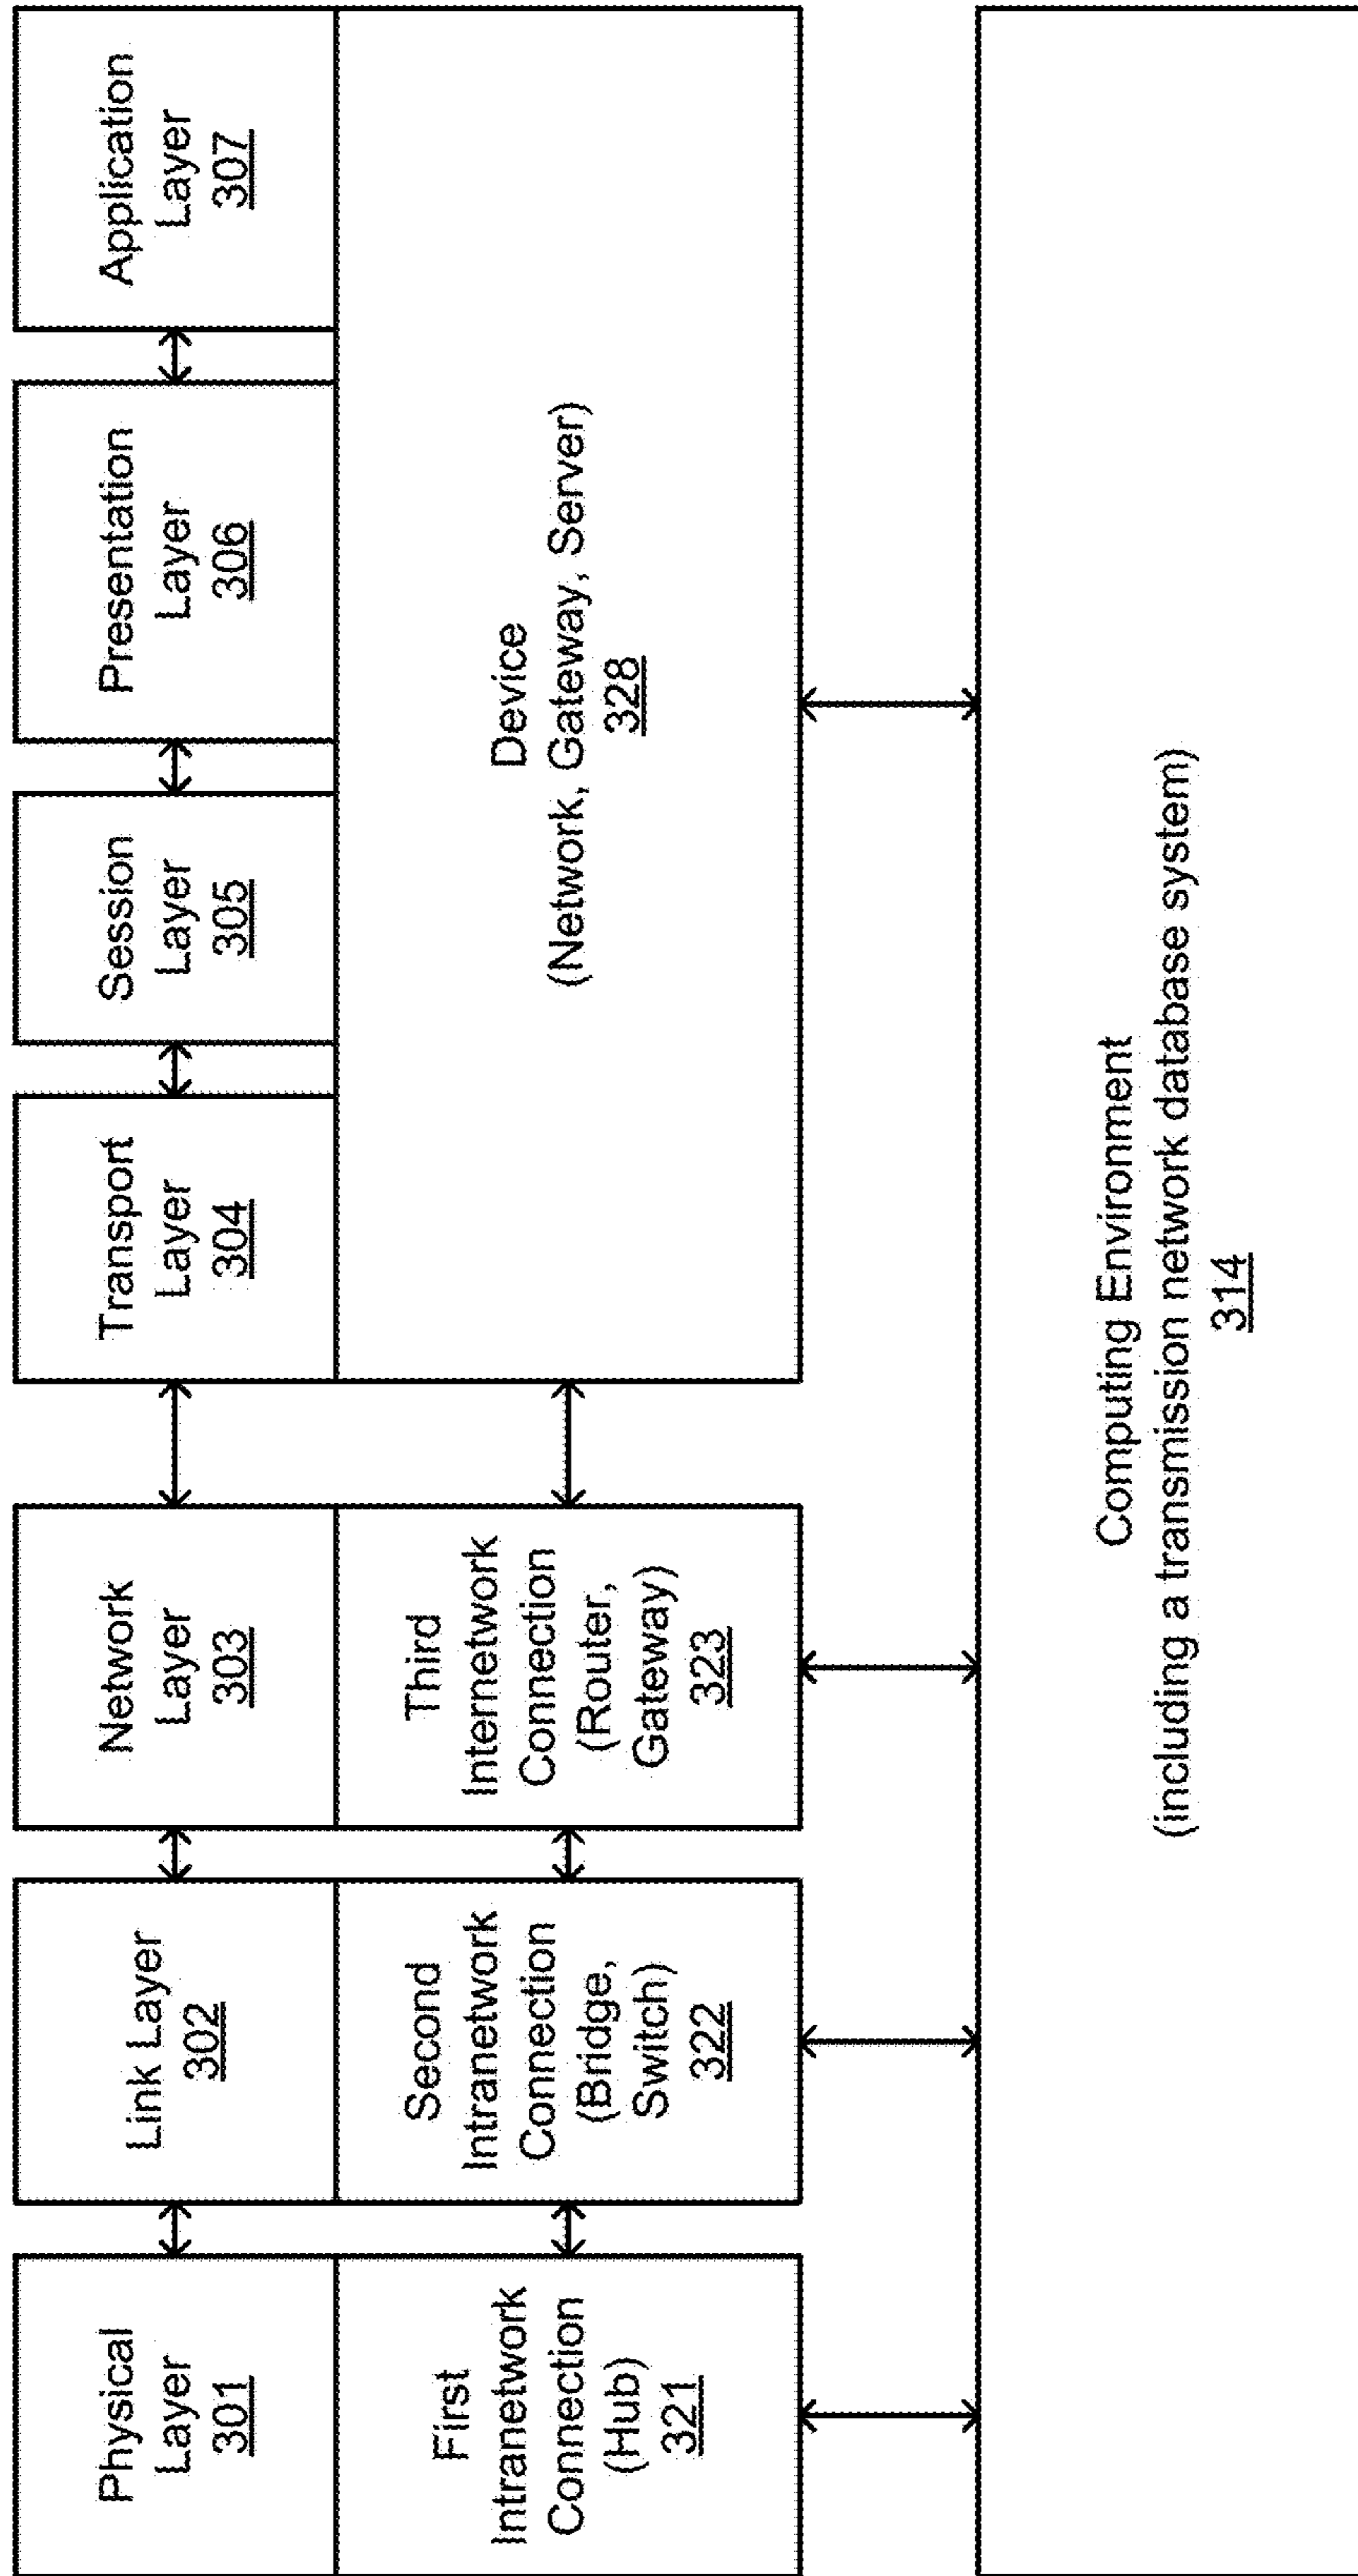 Physical
Layer
301
Link Layer
302
Network
Layer
303
Transport
Layer
304
Session
Layer
305
Presentation
Layer
306
Application
Layer
307
First
Intranetwork
Connection
(Hub)
321
Second
Intranetwork
Connection
(Bridge,
Switch)
322
Third
Internetwork
Connection
(Router,
Gateway)
323
Device
(Network, Gateway, Server)
328
Computing Environment
(including a transmission network database system)
314